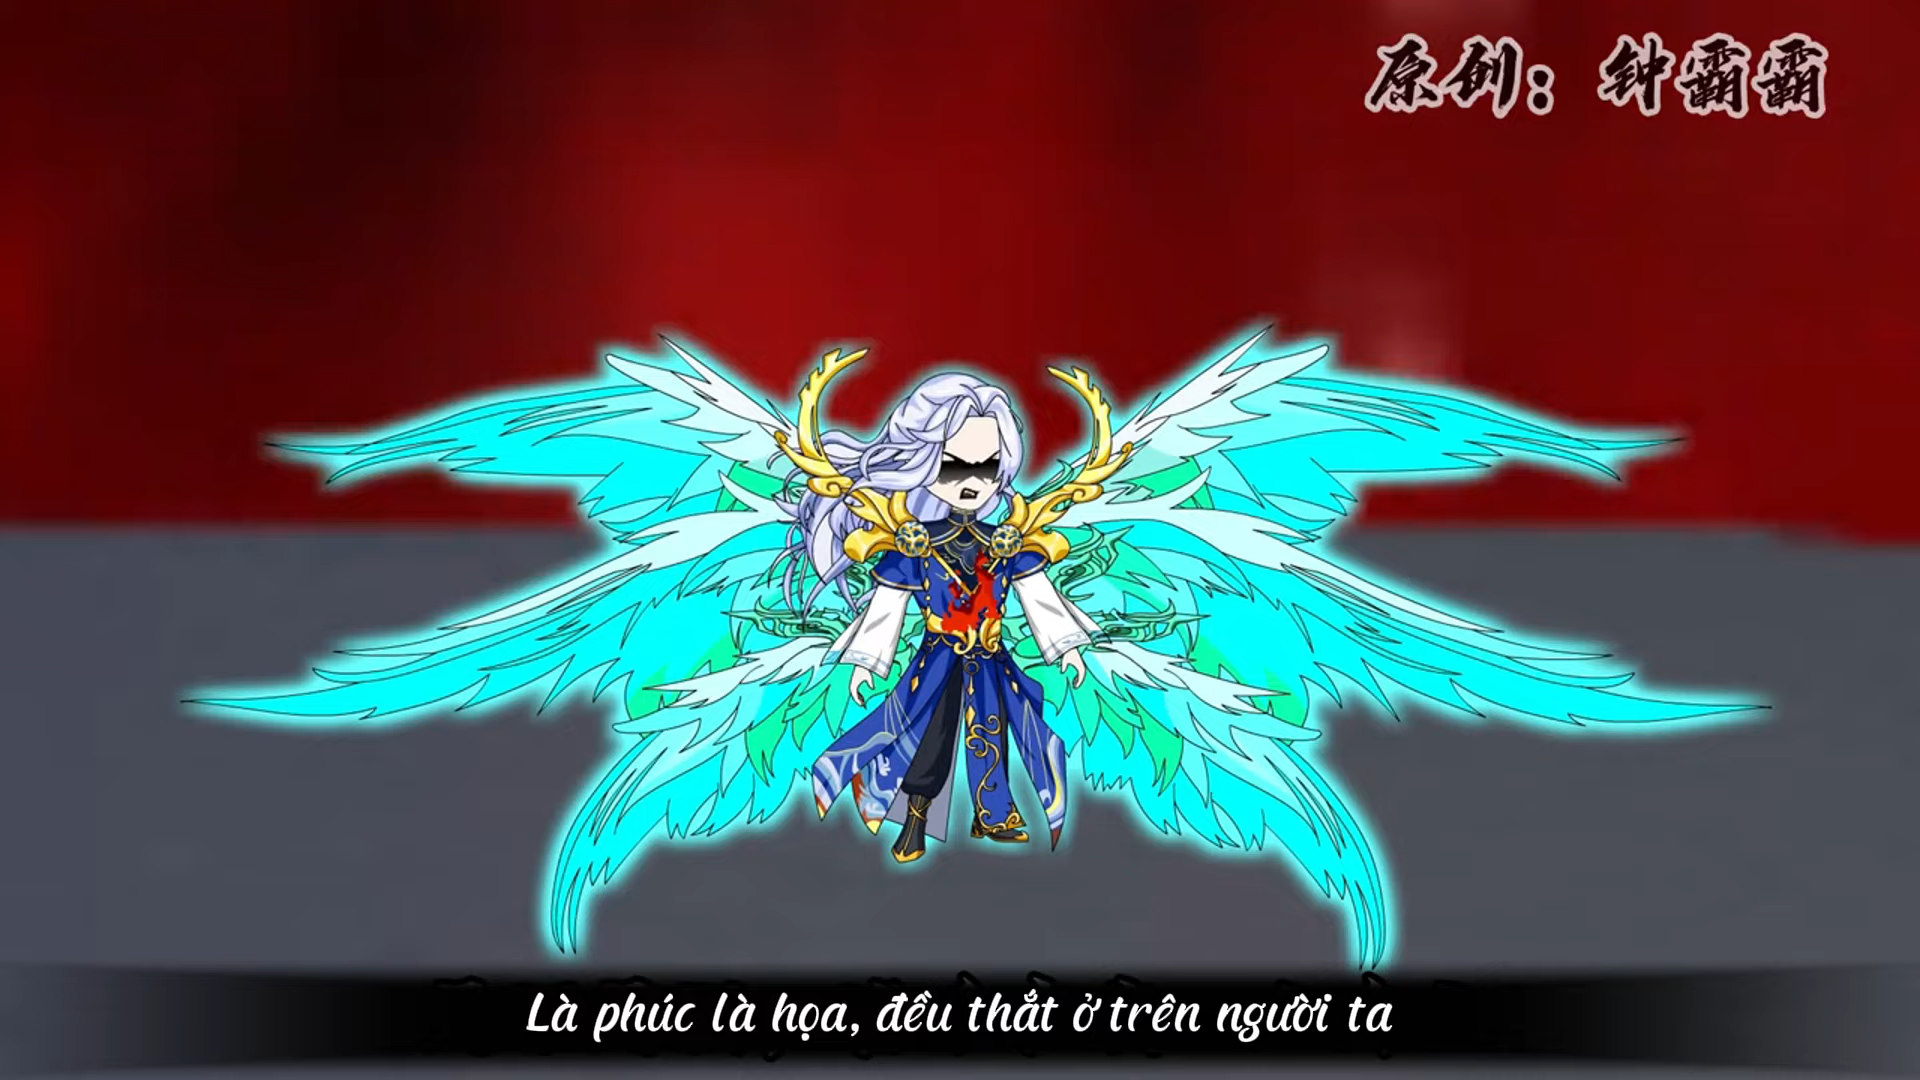 原创：钟霸霸
Là phúc là họa, đều thắt ở trên người ta